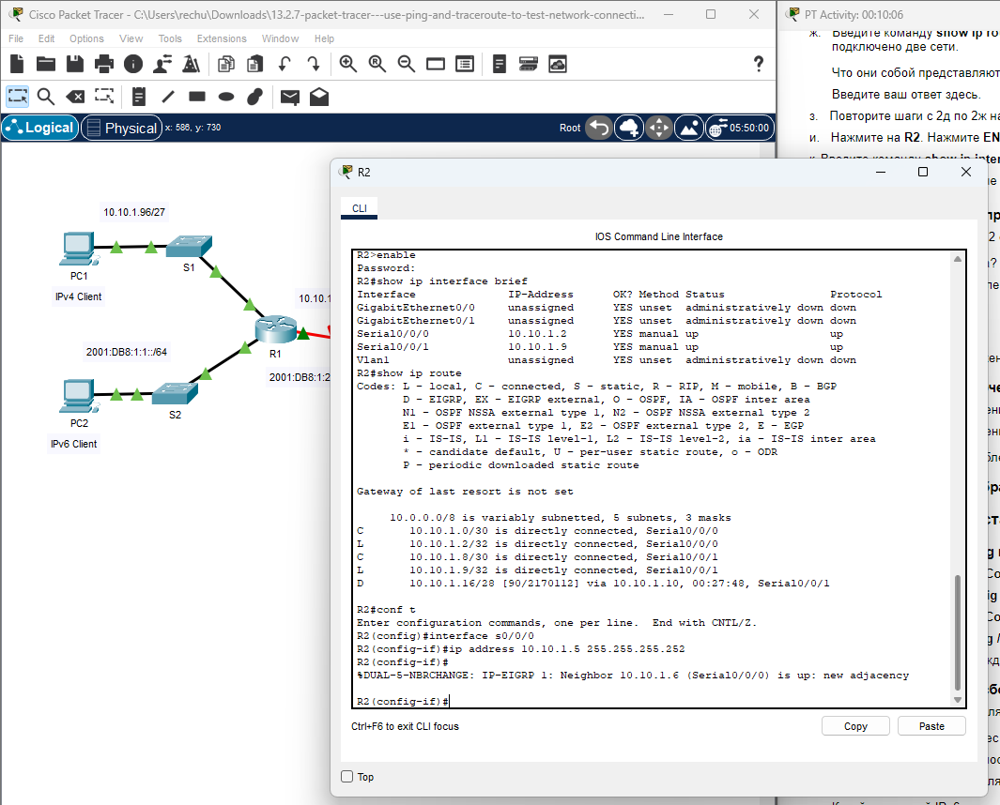 Cisco Packet Tracer - C:\Users\rechu\Downloads\13.2.7-packet-tracer---use-ping-and-traceroute-to-test-network-connecti...
File Edit Options View Tools Extensions Window Help
Logical Physical x: 586, y: 730 Root 05:50:00
10.10.1.96/27
PC1
IPv4 Client
S1
10.10.1
R1
2001:DB8:1:1::/64
2001:DB8:1:2
PC2
IPv6 Client
S2
PT Activity: 00:10:06
ж. Введите команду show ip ro
подключено две сети.
Что они собой представляют
Введите ваш ответ здесь.
з. Повторите шаги с 2д по 2ж на
и. Нажмите на R2. Нажмите EN
R2
CLI
IOS Command Line Interface
R2>enable
Password:
R2#show ip interface brief
Interface IP-Address OK? Method Status Protocol
GigabitEthernet0/0 unassigned YES unset administratively down down
GigabitEthernet0/1 unassigned YES unset administratively down down
Serial0/0/0 10.10.1.2 YES manual up up
Serial0/0/1 10.10.1.9 YES manual up up
Vlan1 unassigned YES unset administratively down down
R2#show ip route
Codes: L - local, C - connected, S - static, R - RIP, M - mobile, B - BGP
D - EIGRP, EX - EIGRP external, O - OSPF, IA - OSPF inter area
N1 - OSPF NSSA external type 1, N2 - OSPF NSSA external type 2
E1 - OSPF external type 1, E2 - OSPF external type 2, E - EGP
i - IS-IS, L1 - IS-IS level-1, L2 - IS-IS level-2, ia - IS-IS inter area
* - candidate default, U - per-user static route, o - ODR
P - periodic downloaded static route
Gateway of last resort is not set
10.0.0.0/8 is variably subnetted, 5 subnets, 3 masks
C 10.10.1.0/30 is directly connected, Serial0/0/0
L 10.10.1.2/32 is directly connected, Serial0/0/0
C 10.10.1.8/30 is directly connected, Serial0/0/1
L 10.10.1.9/32 is directly connected, Serial0/0/1
D 10.10.1.16/28 [90/2170112] via 10.10.1.10, 00:27:48, Serial0/0/1
R2#conf t
Enter configuration commands, one per line. End with CNTL/Z.
R2(config)#interface s0/0/0
R2(config-if)#ip address 10.10.1.5 255.255.255.252
R2(config-if)#
%DUAL-5-NBRCHANGE: IP-EIGRP 1: Neighbor 10.10.1.6 (Serial0/0/0) is up: new adjacency
R2(config-if)#
Ctrl+F6 to exit CLI focus
Copy Paste
Top